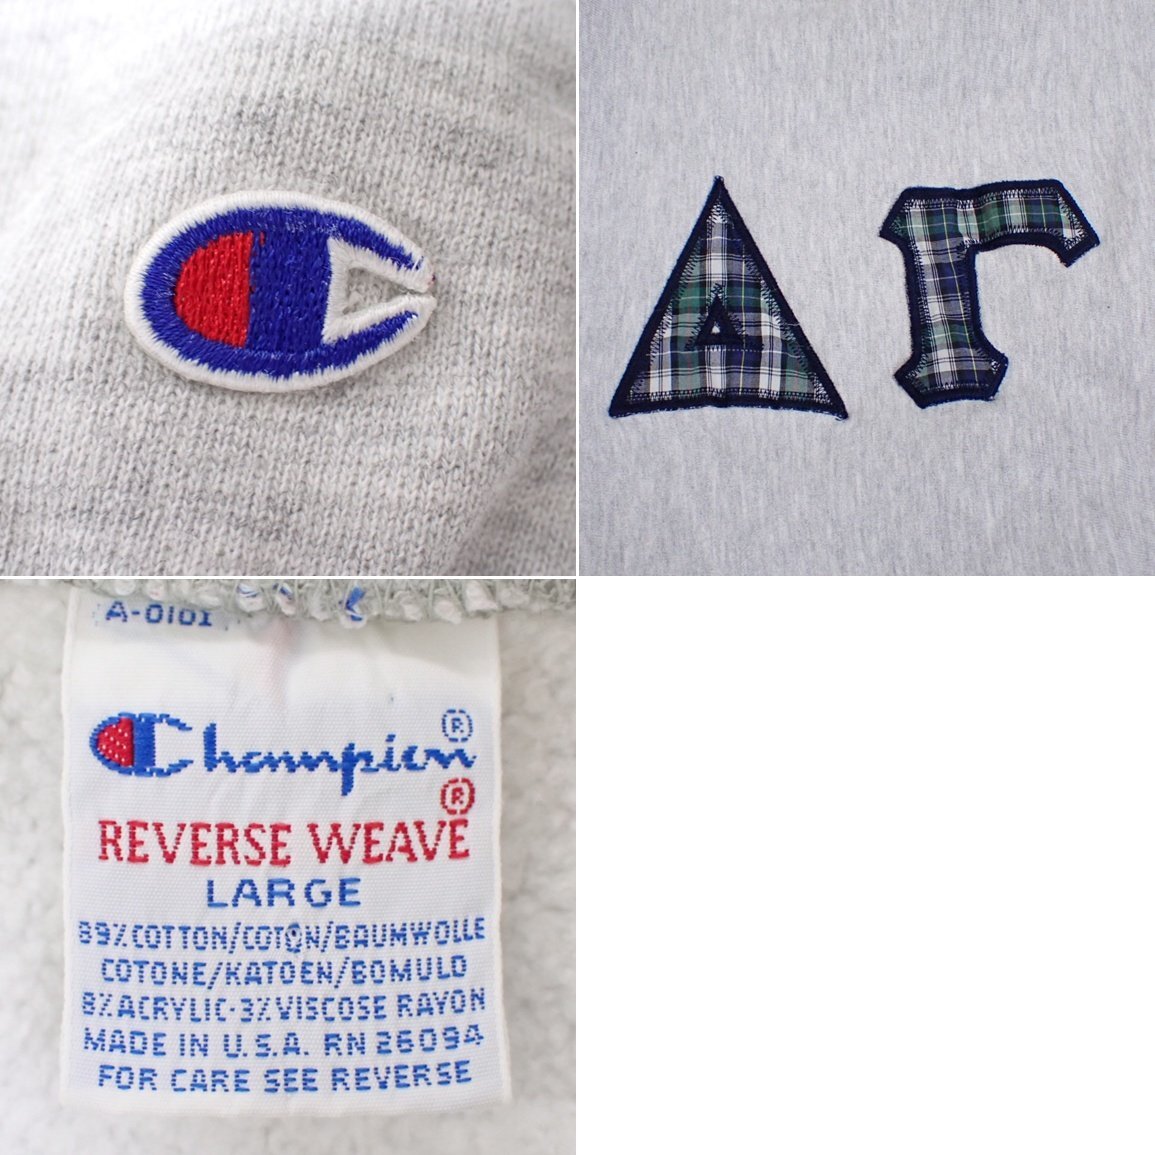 ΔΓ
A-0101
Champion®
REVERSE WEAVE®
LARGE
89% COTTON/COTON/BAUMWOLLE
COTONE/KATOEN/BOMULD
8% ACRYLIC-3% VISCOSE RAYON
MADE IN U.S.A. RN 26094
FOR CARE SEE REVERSE